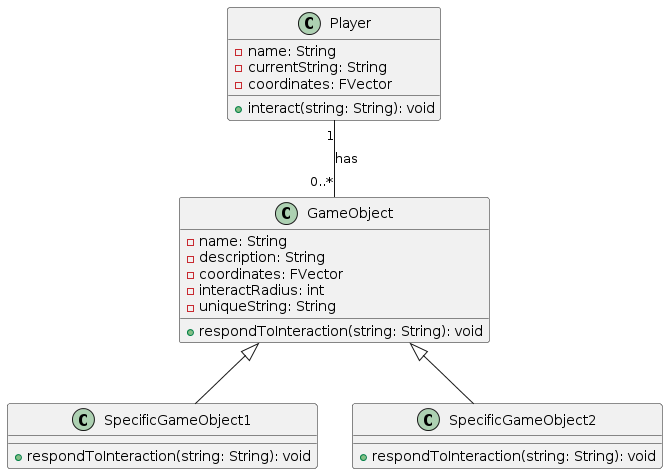 C Player
name: String
currentString: String
coordinates: FVector
interact(string: String): void
1
has
0..*
C GameObject
name: String
description: String
coordinates: FVector
interactRadius: int
uniqueString: String
respondToInteraction(string: String): void
C SpecificGameObject1
respondToInteraction(string: String): void
C SpecificGameObject2
respondToInteraction(string: String): void